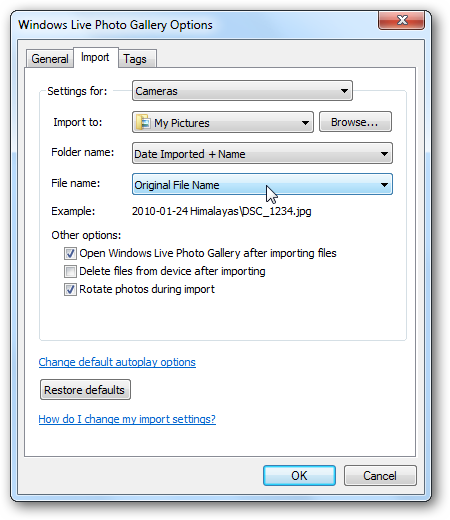 Windows Live Photo Gallery Options
General Import Tags
Settings for: Cameras
Import to: My Pictures Browse...
Folder name: Date Imported + Name
File name: Original File Name
Example: 2010-01-24 Himalayas\DSC_1234.jpg
Other options:
Open Windows Live Photo Gallery after importing files
Delete files from device after importing
Rotate photos during import
Change default autoplay options
Restore defaults
How do I change my import settings?
OK Cancel